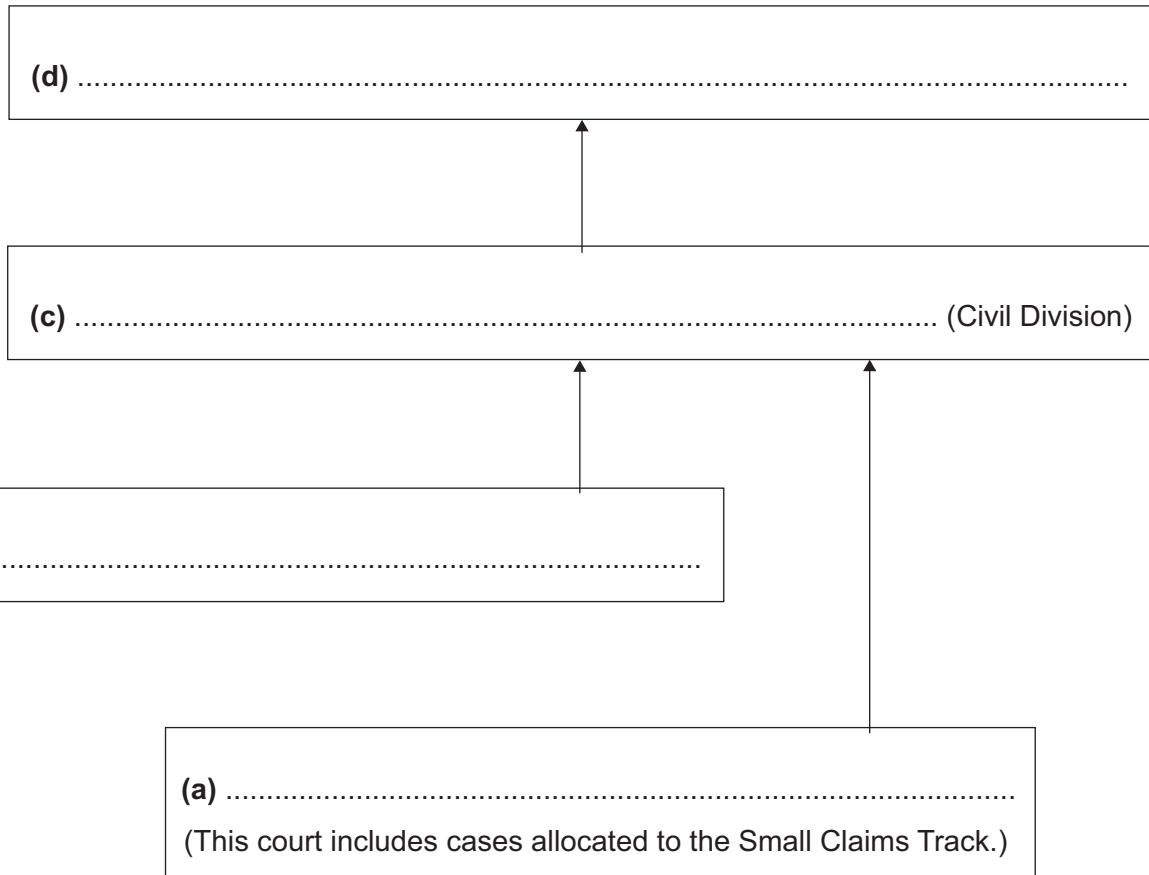 (d) ..................................................................................................................................
(c) ........................................................................................................... (Civil Division)
.......................................................................................
(a) .................................................................................................
(This court includes cases allocated to the Small Claims Track.)